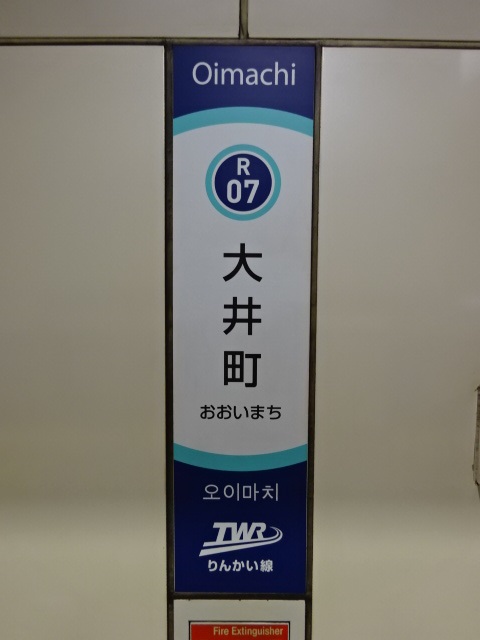 Oimachi
R
07
大井町
おおいまち
오이마치
TWR
りんかい線
Fire Extinguisher